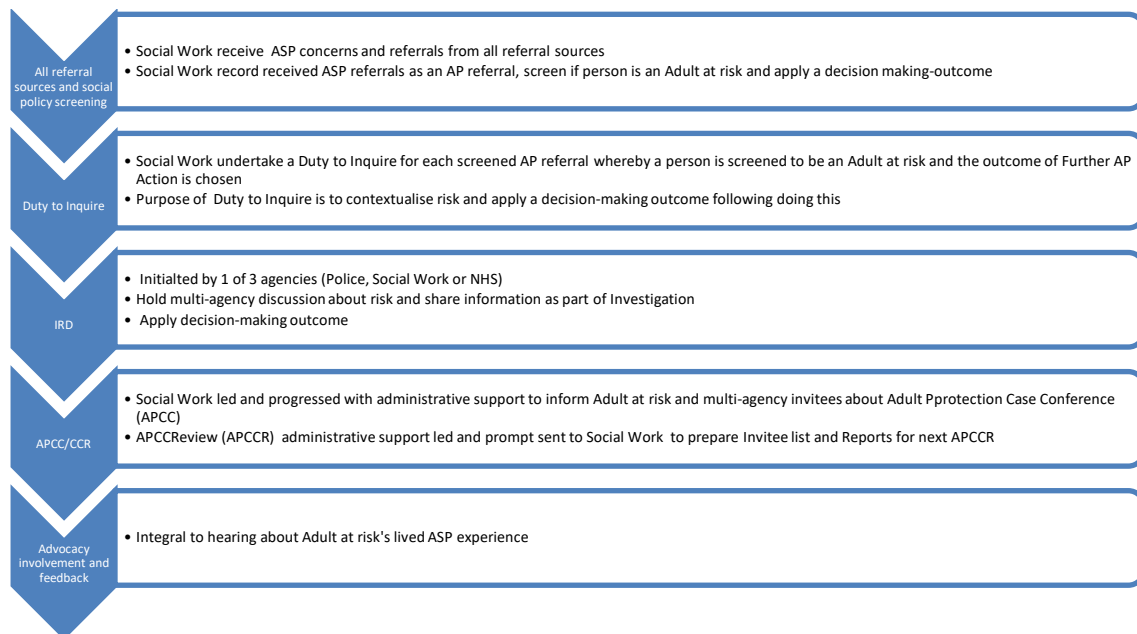 All referral
sources and social
policy screening
• Social Work receive ASP concerns and referrals from all referral sources
• Social Work record received ASP referrals as an AP referral, screen if person is an Adult at risk and apply a decision making-outcome
Duty to Inquire
• Social Work undertake a Duty to Inquire for each screened AP referral whereby a person is screened to be an Adult at risk and the outcome of Further AP
Action is chosen
• Purpose of Duty to Inquire is to contextualise risk and apply a decision-making outcome following doing this
IRD
• Initialted by 1 of 3 agencies (Police, Social Work or NHS)
• Hold multi-agency discussion about risk and share information as part of Investigation
• Apply decision-making outcome
APCC/CCR
• Social Work led and progressed with administrative support to inform Adult at risk and multi-agency invitees about Adult Pprotection Case Conference
(APCC)
• APCCReview (APCCR) administrative support led and prompt sent to Social Work to prepare Invitee list and Reports for next APCCR
Advocacy
involvement and
feedback
• Integral to hearing about Adult at risk's lived ASP experience